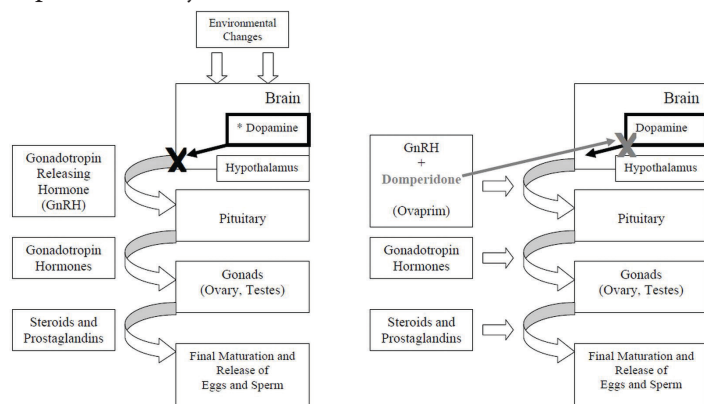 Environmental
Changes
Brain
* Dopamine
Hypothalamus
Gonadotropin
Releasing
Hormone
(GnRH)
Pituitary
Gonadotropin
Hormones
Gonads
(Ovary, Testes)
Steroids and
Prostaglandins
Final Maturation and
Release of
Eggs and Sperm
Brain
Dopamine
Hypothalamus
GnRH
+
Domperidone
(Ovaprim)
Pituitary
Gonadotropin
Hormones
Gonads
(Ovary, Testes)
Steroids and
Prostaglandins
Final Maturation and
Release of
Eggs and Sperm